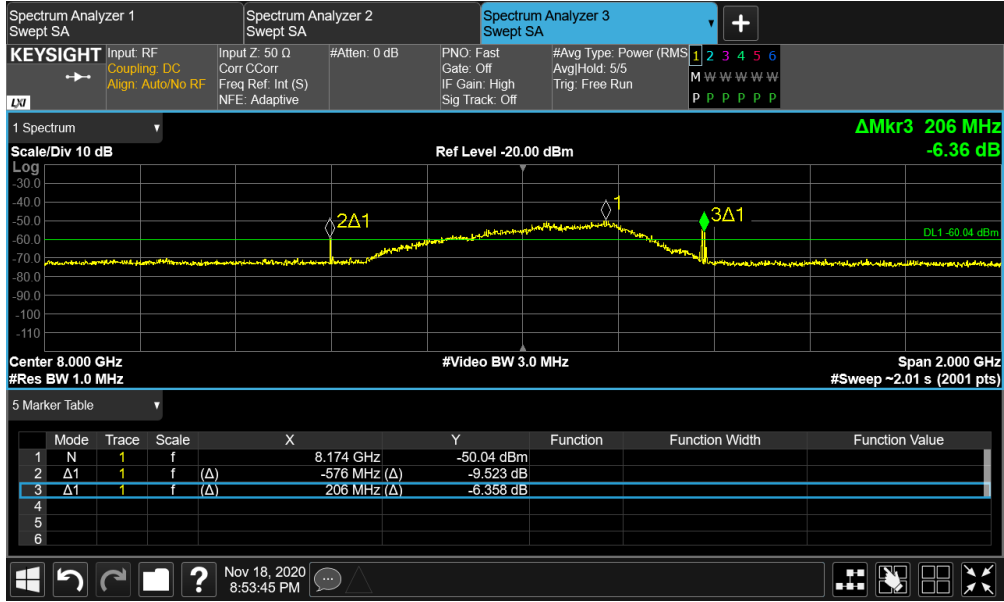 Spectrum Analyzer 1
Swept SA
Spectrum Analyzer 2
Swept SA
Spectrum Analyzer 3
Swept SA
KEYSIGHT
LXI
Input: RF
Coupling: DC
Align: Auto/No RF
Input Z: 50 Ω
Corr CCorr
Freq Ref: Int (S)
NFE: Adaptive
#Atten: 0 dB
PNO: Fast
Gate: Off
IF Gain: High
Sig Track: Off
#Avg Type: Power (RMS
Avg|Hold: 5/5
Trig: Free Run
1 2 3 4 5 6
M W W W W W
P P P P P P
1 Spectrum
ΔMkr3 206 MHz
-6.36 dB
Scale/Div 10 dB
Ref Level -20.00 dBm
Log
-30.0
-40.0
-50.0
-60.0
-70.0
-80.0
-90.0
-100
-110
2Δ1
1
3Δ1
DL1 -60.04 dBm
Center 8.000 GHz
#Video BW 3.0 MHz
Span 2.000 GHz
#Res BW 1.0 MHz
#Sweep ~2.01 s (2001 pts)
5 Marker Table
Mode Trace Scale X Y Function Function Width Function Value
1 N 1 f 8.174 GHz -50.04 dBm
2 Δ1 1 f (Δ) -576 MHz (Δ) -9.523 dB
3 Δ1 1 f (Δ) 206 MHz (Δ) -6.358 dB
4
5
6
?
Nov 18, 2020
8:53:45 PM